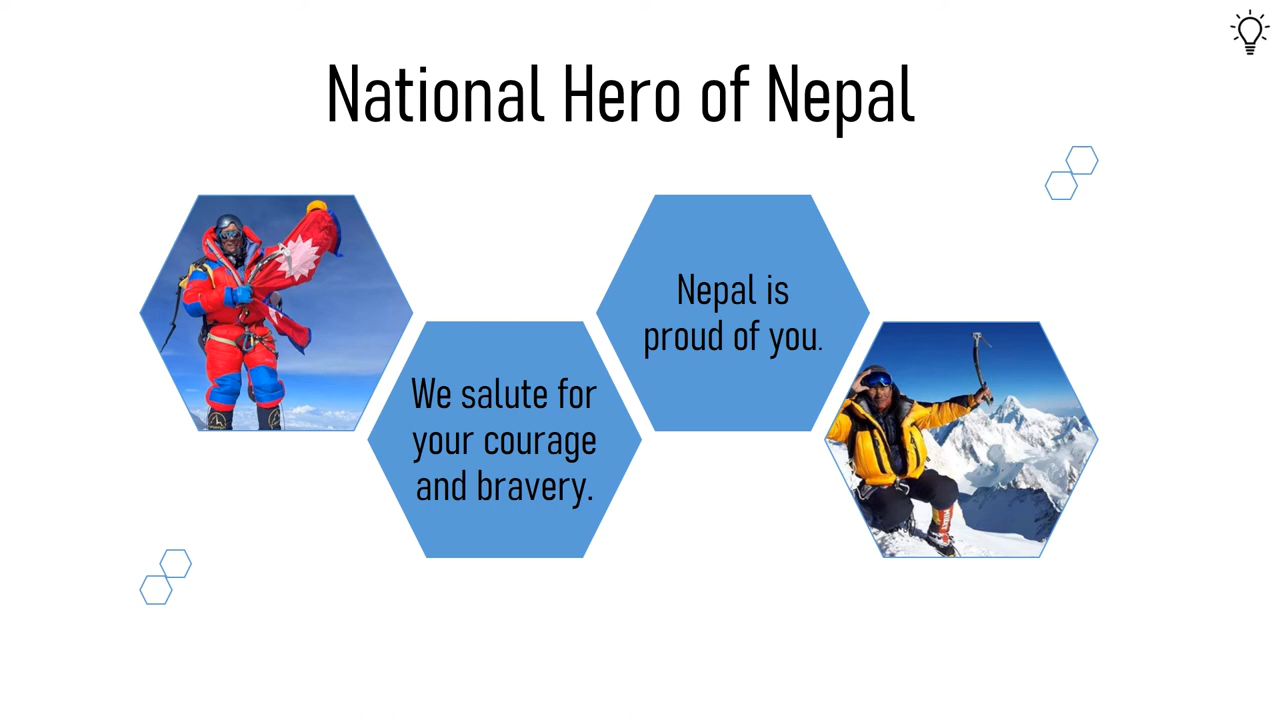 National Hero of Nepal
We salute for
your courage
and bravery.
Nepal is
proud of you.